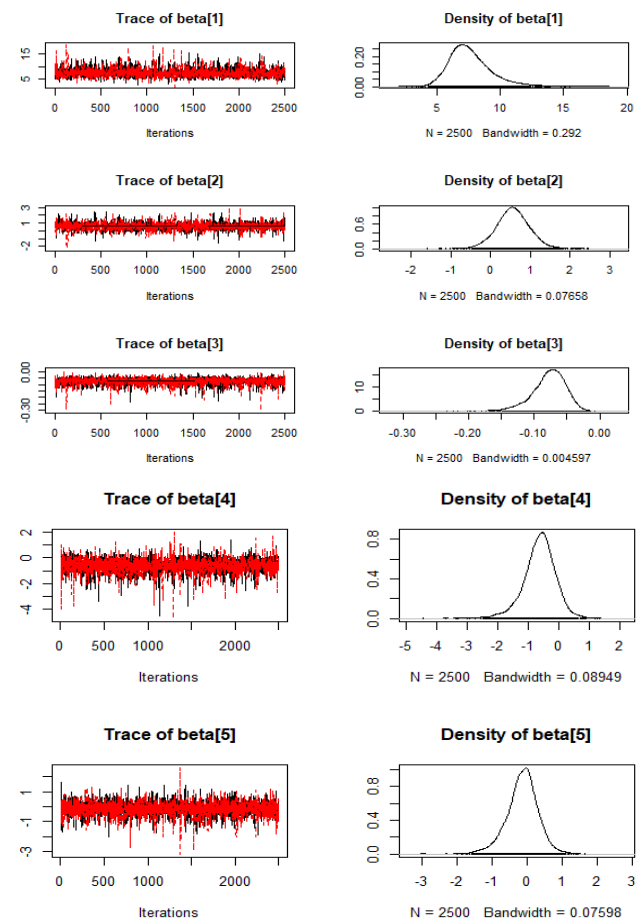 Trace of beta[1]
Density of beta[1]
15
5
0 500 1000 1500 2000 2500
Iterations
0.20
0.00
5 10 15 20
N = 2500 Bandwidth = 0.292
Trace of beta[2]
Density of beta[2]
3
1
-2
0 500 1000 1500 2000 2500
Iterations
0.6
0.0
-2 -1 0 1 2 3
N = 2500 Bandwidth = 0.07658
Trace of beta[3]
Density of beta[3]
0.00
-0.30
0 500 1000 1500 2000 2500
Iterations
10
0
-0.30 -0.20 -0.10 0.00
N = 2500 Bandwidth = 0.004597
Trace of beta[4]
Density of beta[4]
2
0
-2
-4
0 500 1000 2000
Iterations
0.8
0.4
0.0
-5 -4 -3 -2 -1 0 1 2
N = 2500 Bandwidth = 0.08949
Trace of beta[5]
Density of beta[5]
1
-1
-3
0 500 1000 2000
Iterations
0.8
0.4
0.0
-3 -2 -1 0 1 2 3
N = 2500 Bandwidth = 0.07598